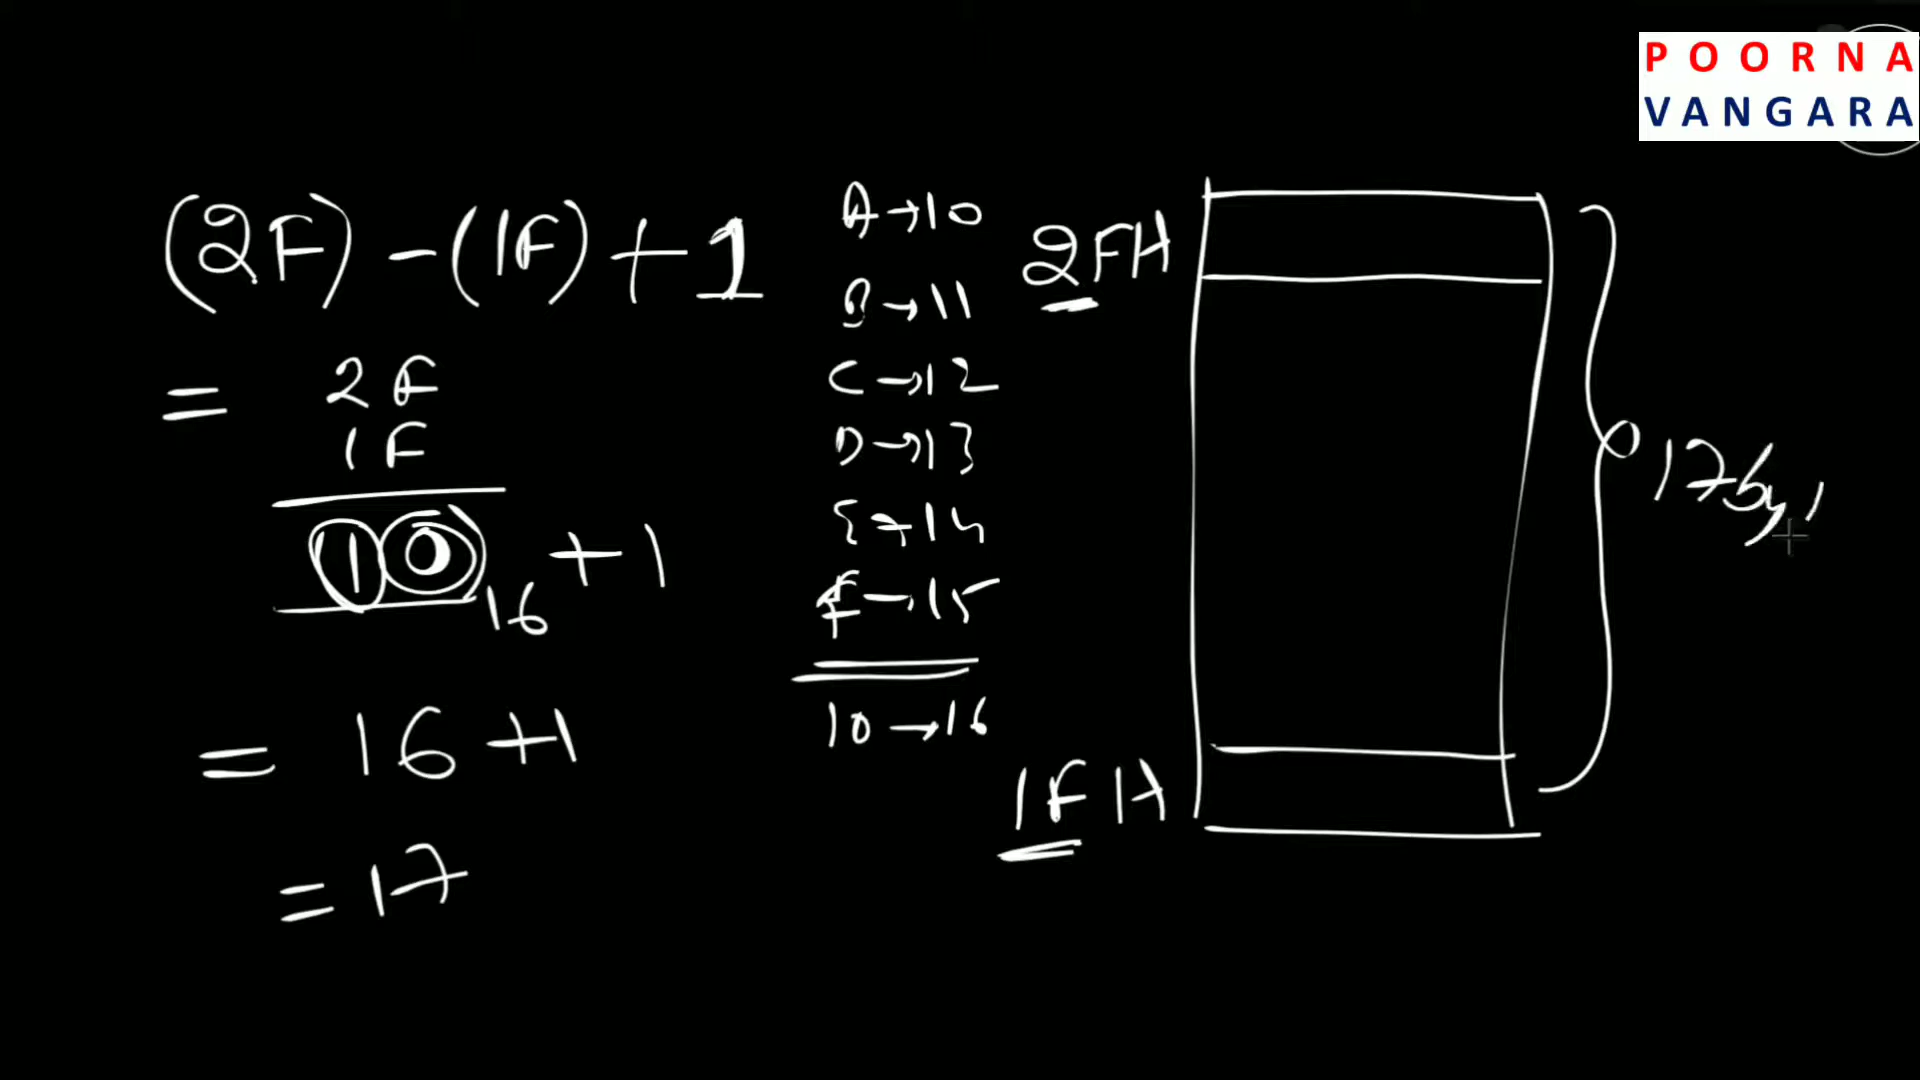 POORNA
VANGARA
(2F) - (1F) + 1
= 2F
1F
10 16 + 1
= 16 + 1
= 17
A → 10
B → 11
C → 12
D → 13
E → 14
F → 15
10 → 16
2FH
1FH
17